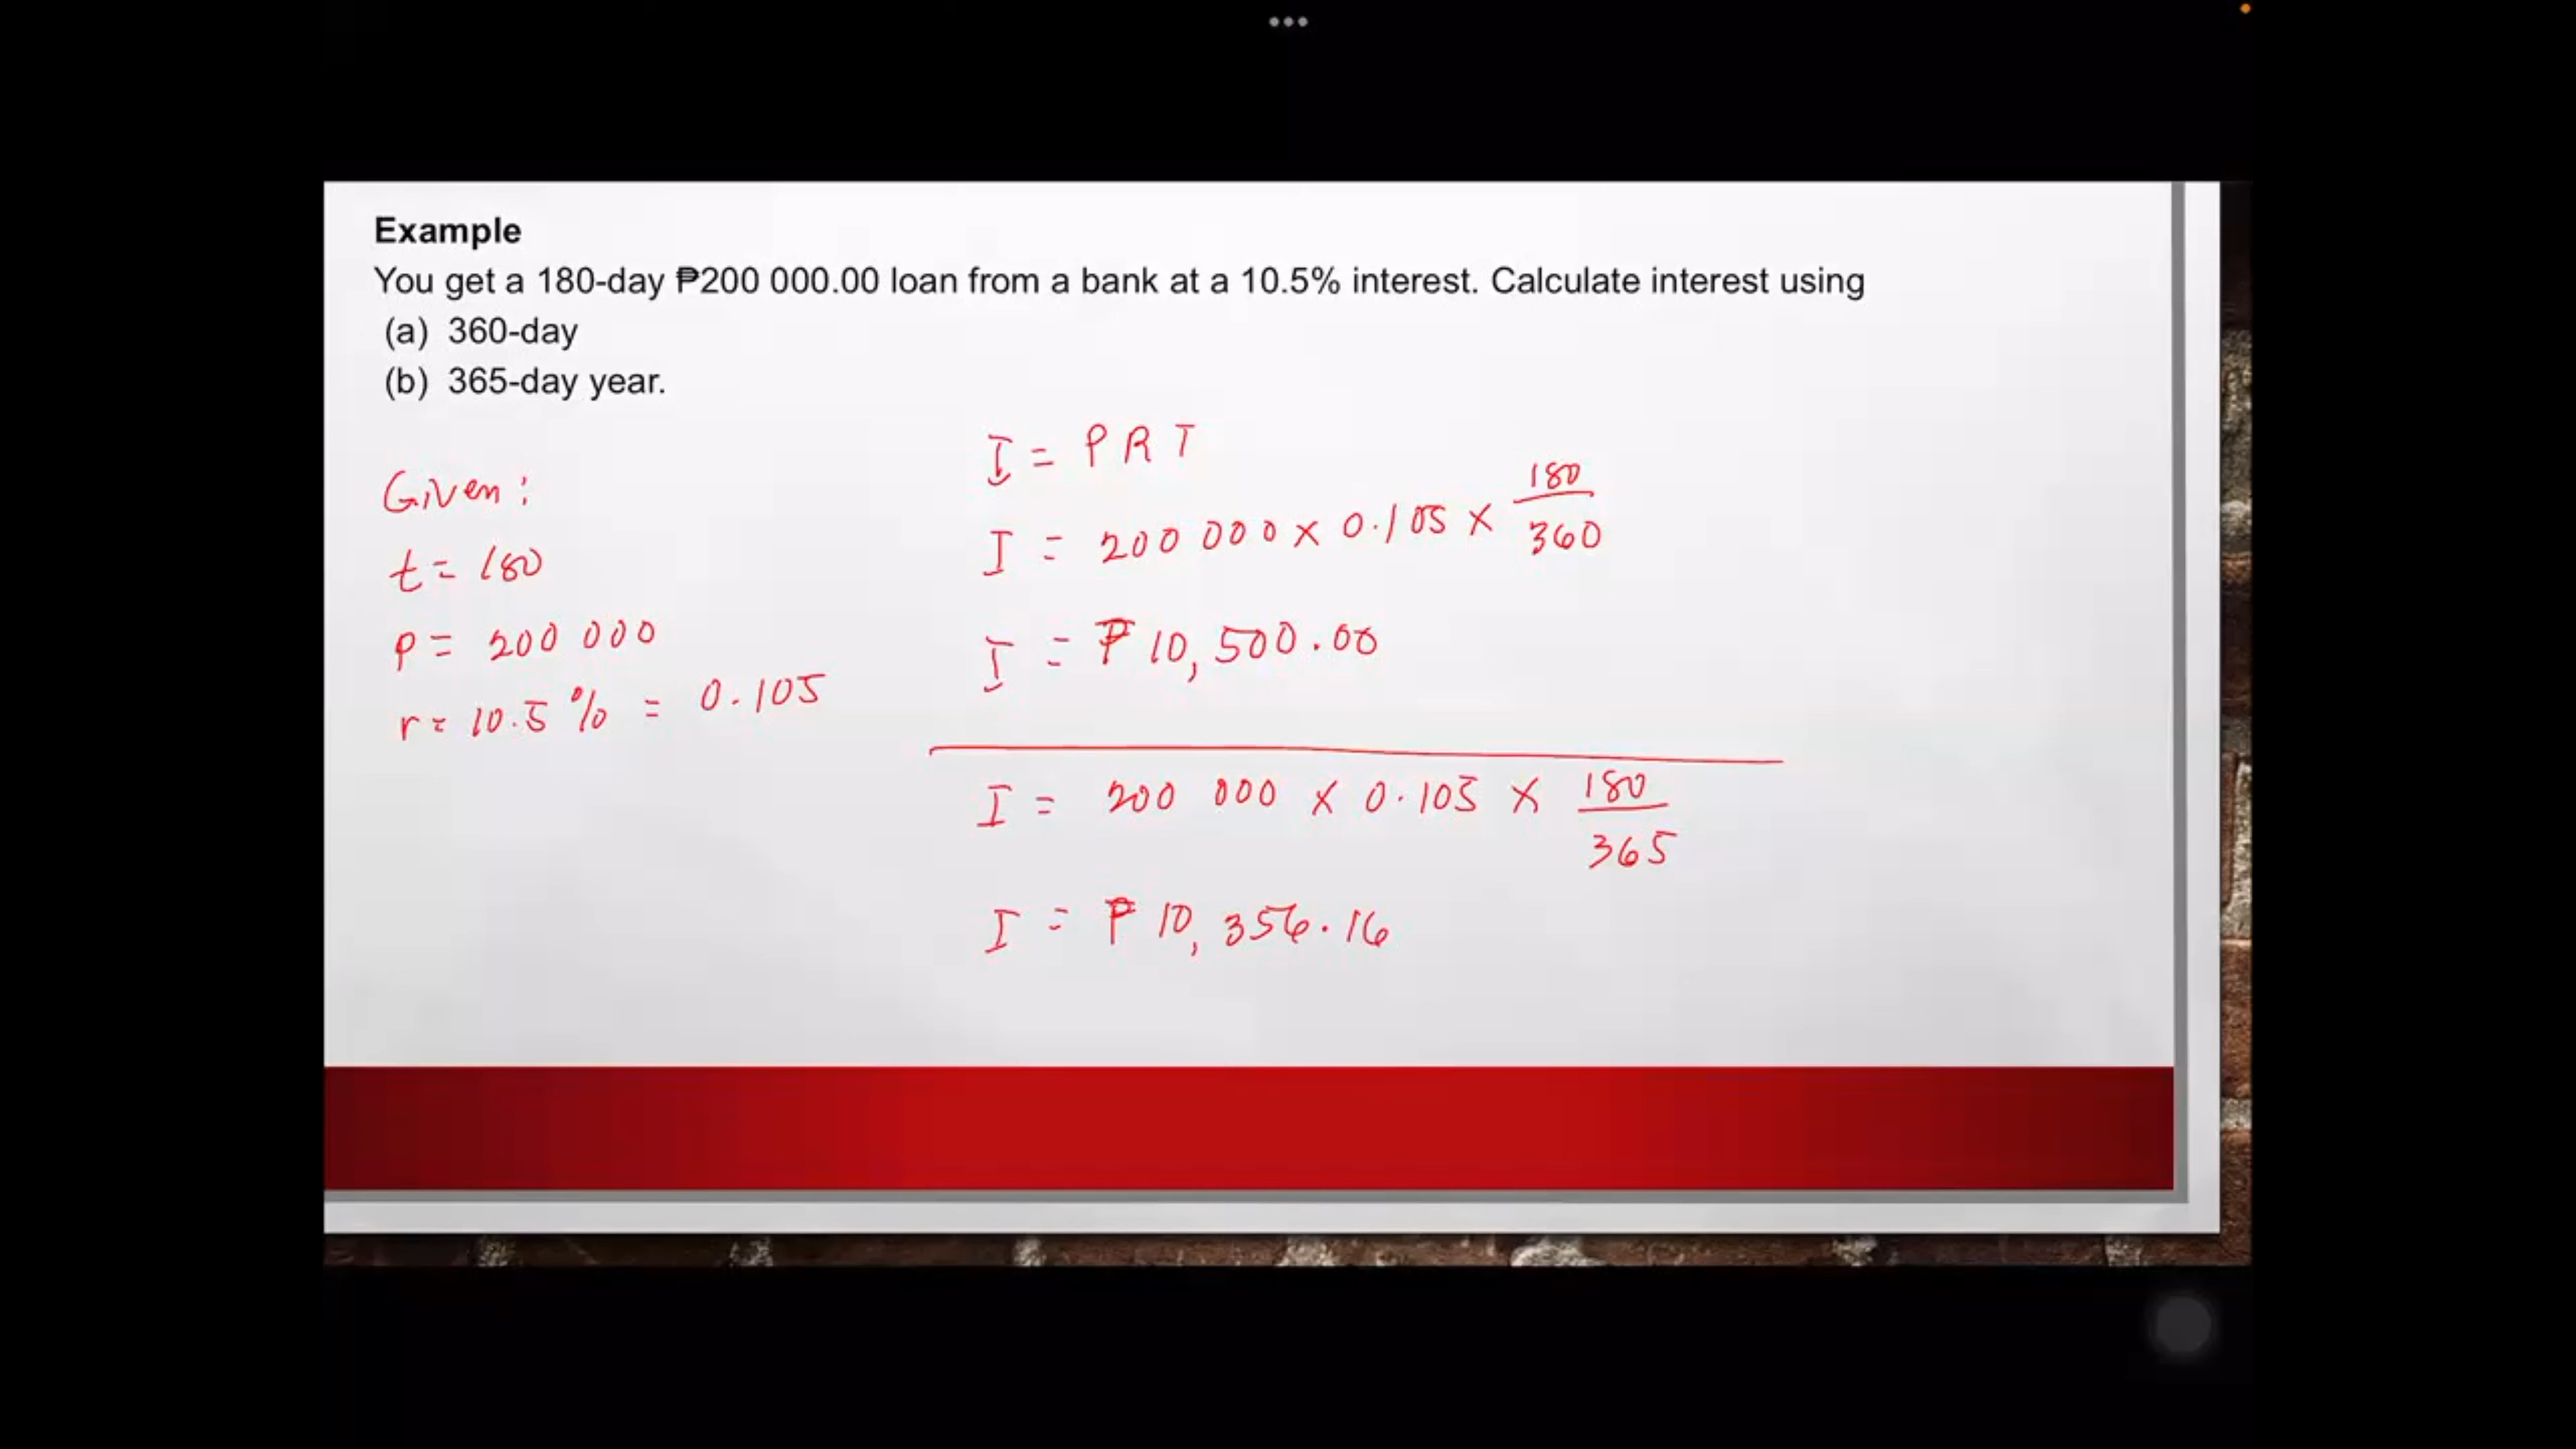 Example
You get a 180-day ₱200 000.00 loan from a bank at a 10.5% interest. Calculate interest using
(a) 360-day
(b) 365-day year.
Given:
t = 180
P = 200 000
r = 10.5 % = 0.105
I = PRT
I = 200 000 x 0.105 x 180/360
I = ₱ 10,500.00
I = 200 000 x 0.105 x 180/365
I = ₱ 10,356.16